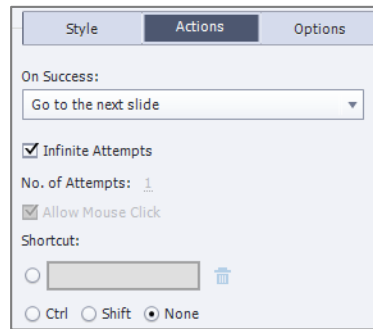 Style Actions Options
On Success:
Go to the next slide
Infinite Attempts
No. of Attempts: 1
Allow Mouse Click
Shortcut:
Ctrl Shift None